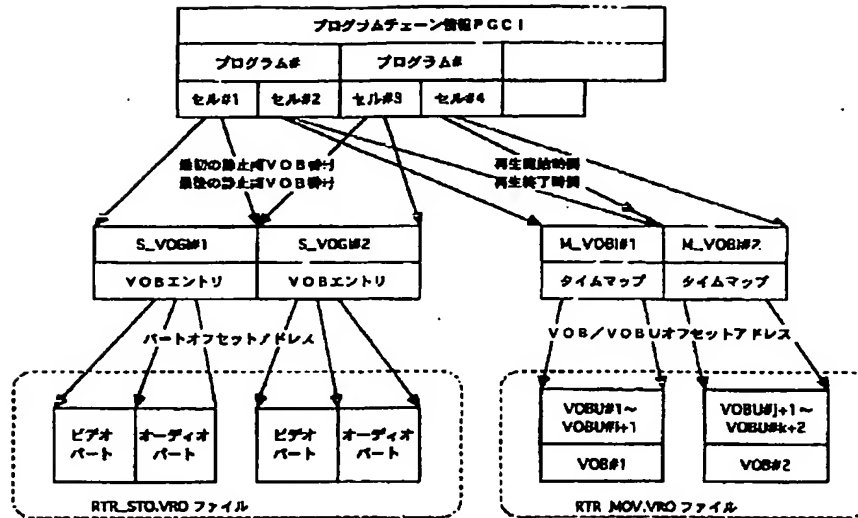 プログラムチェーン情報PGCI
プログラム# プログラム#
セル#1 セル#2 セル#3 セル#4
最初の静止画VOB番号
最後の静止画VOB番号
再生開始時間
再生終了時間
S_VOGI#1 S_VOGI#2
M_VOBI#1 M_VOBI#2
VOBエントリ VOBエントリ
タイムマップ タイムマップ
パートオフセットアドレス
VOB/VOBUオフセットアドレス
ビデオパート
オーディオパート
ビデオパート
オーディオパート
VOBU#1~
VOBU#i+1
VOB#1
VOBU#j+1~
VOBU#k+2
VOB#2
RTR_STO.VRO ファイル
RTR_MOV.VRO ファイル